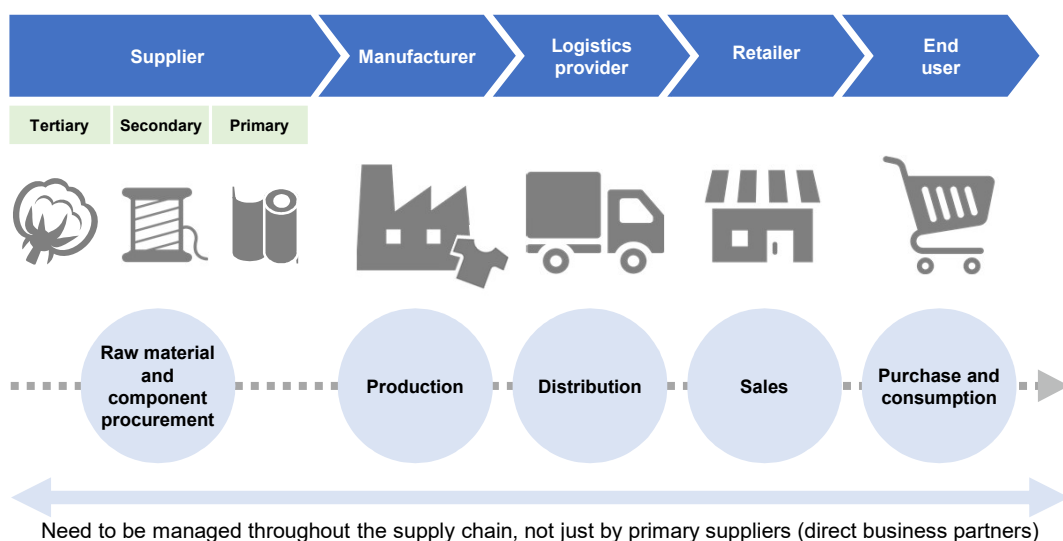 Supplier
Manufacturer
Logistics
provider
Retailer
End
user
Tertiary
Secondary
Primary
Raw material
and
component
procurement
Production
Distribution
Sales
Purchase and
consumption
Need to be managed throughout the supply chain, not just by primary suppliers (direct business partners)